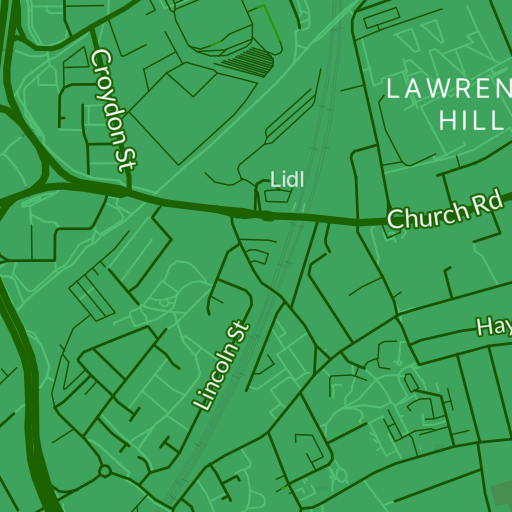 Croydon St
LAWREN
HILL
Lidl
Church Rd
Hay
Lincoln St